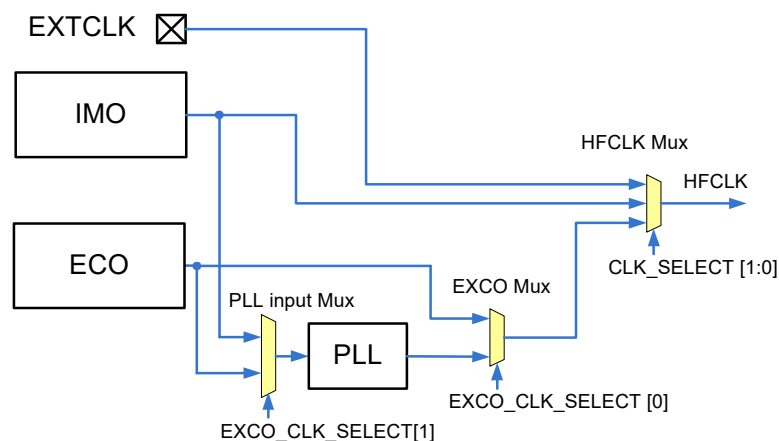 EXTCLK
IMO
HFCLK Mux
HFCLK
ECO
CLK_SELECT [1:0]
PLL input Mux
EXCO Mux
PLL
EXCO_CLK_SELECT [0]
EXCO_CLK_SELECT[1]